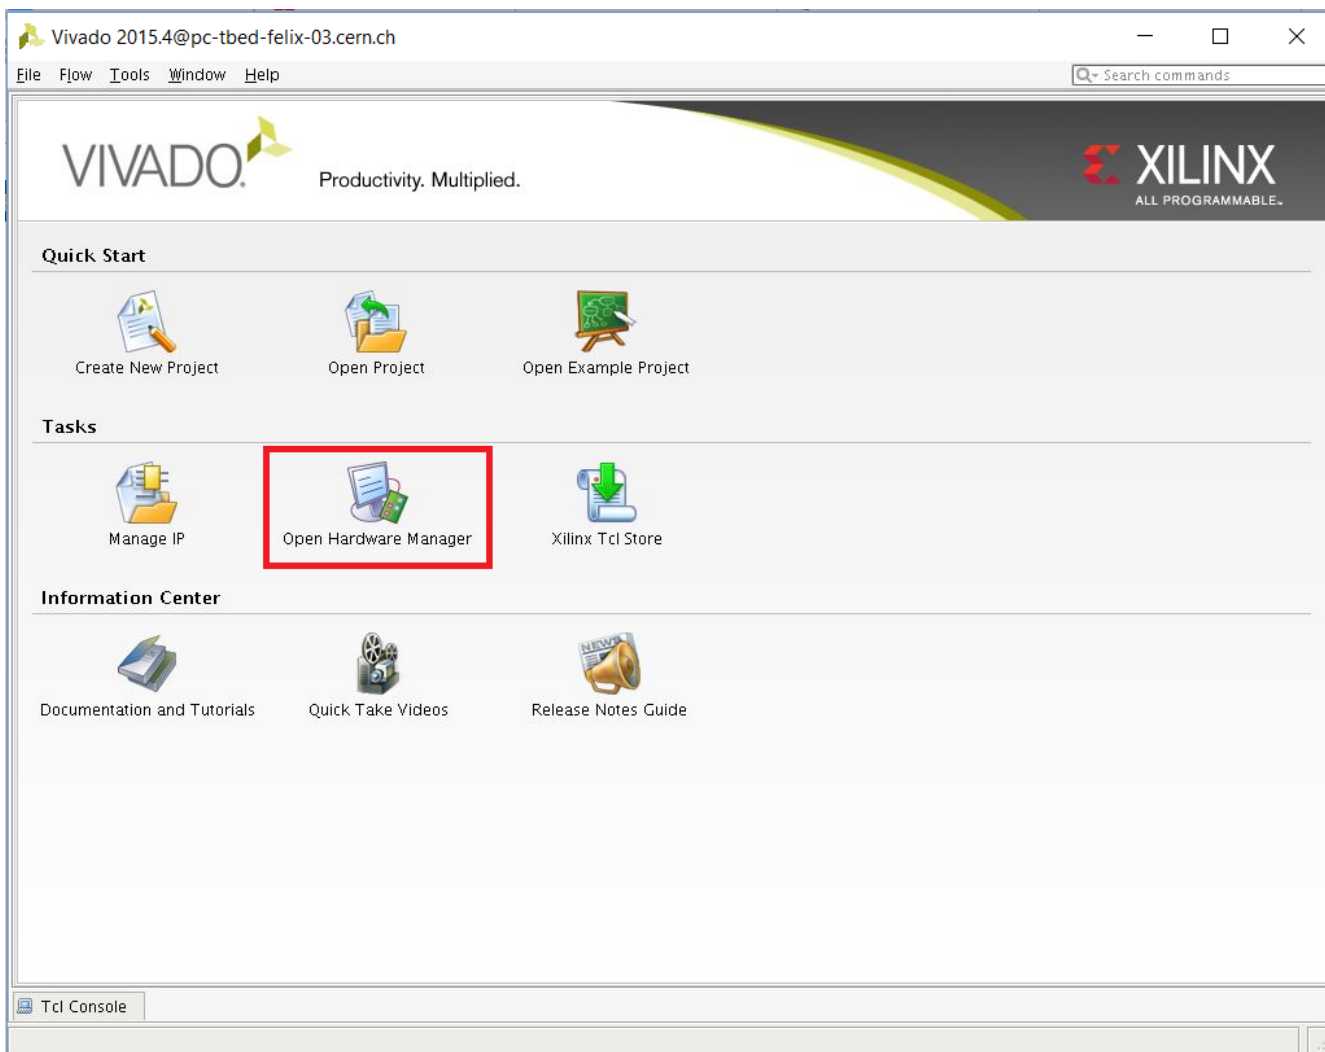 Vivado 2015.4@pc-tbed-felix-03.cern.ch
File Flow Tools Window Help
Search commands
VIVADO.
Productivity. Multiplied.
XILINX
ALL PROGRAMMABLE™
Quick Start
Create New Project
Open Project
Open Example Project
Tasks
Manage IP
Open Hardware Manager
Xilinx Tcl Store
Information Center
NEWS
Documentation and Tutorials
Quick Take Videos
Release Notes Guide
Tcl Console